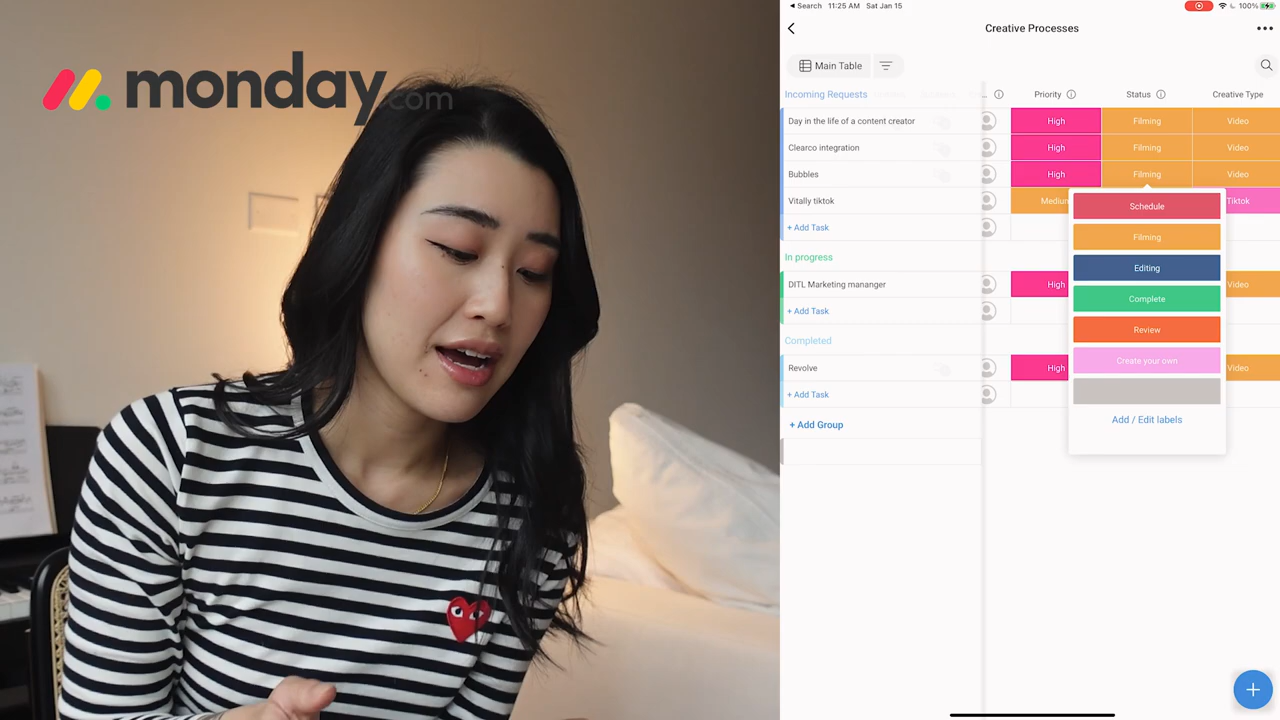 monday.com
Search 11:25 AM Sat Jan 15
100%
Creative Processes
Main Table
Incoming Requests
Priority Status Creative Type
Day in the life of a content creator High Filming Video
Clearco integration High Filming Video
Bubbles High Filming Video
Vitally tiktok Medium Tiktok
+ Add Task
In progress
DITL Marketing mananger High Video
+ Add Task
Completed
Revolve High Video
+ Add Task
+ Add Group
Schedule
Filming
Editing
Complete
Review
Create your own
Add / Edit labels